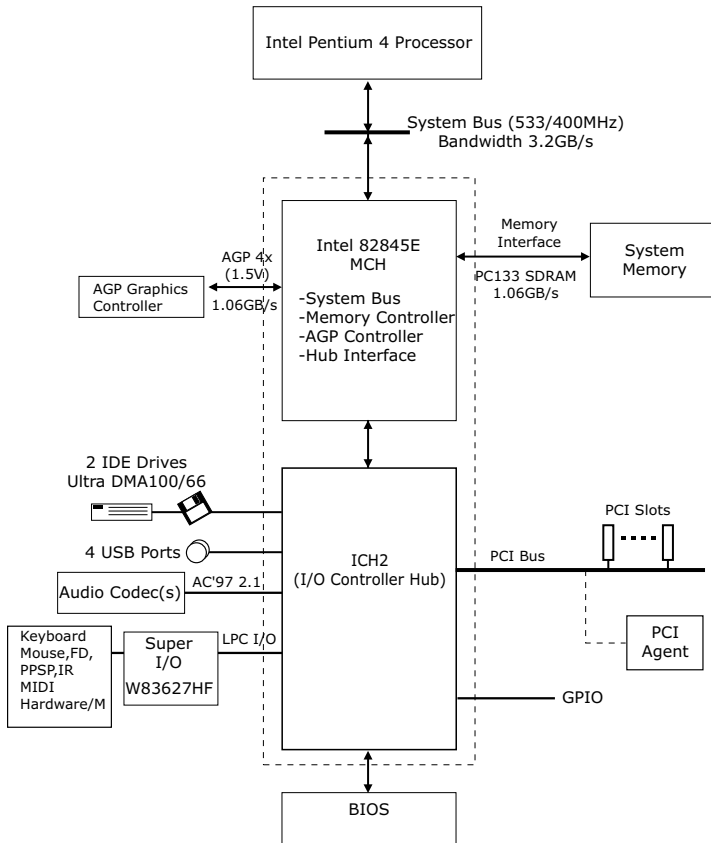 Intel Pentium 4 Processor
System Bus (533/400MHz)
Bandwidth 3.2GB/s
Intel 82845E
MCH
-System Bus
-Memory Controller
-AGP Controller
-Hub Interface
AGP 4x
(1.5V)
1.06GB/s
AGP Graphics
Controller
Memory
Interface
PC133 SDRAM
1.06GB/s
System
Memory
2 IDE Drives
Ultra DMA100/66
4 USB Ports
Audio Codec(s)
AC'97 2.1
Keyboard
Mouse,FD,
PPSP,IR
MIDI
Hardware/M
Super
I/O
W83627HF
LPC I/O
ICH2
(I/O Controller Hub)
PCI Bus
PCI Slots
PCI
Agent
GPIO
BIOS